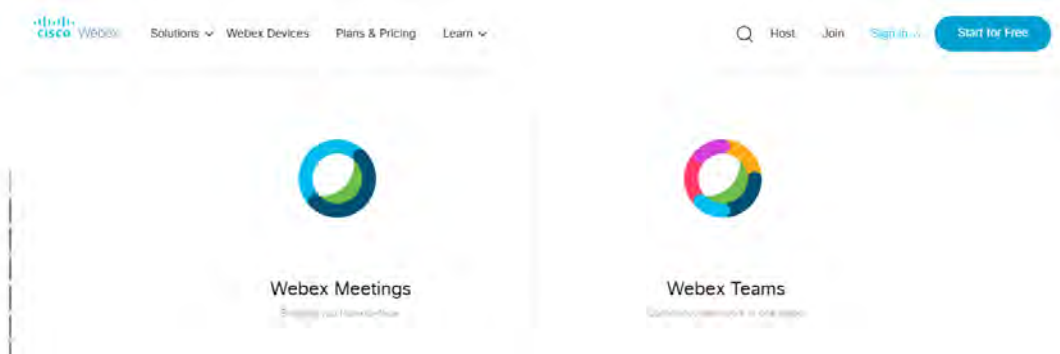 cisco Webex Solutions Webex Devices Plans & Pricing Learn Host Join Sign in Start for Free
Webex Meetings Webex Teams